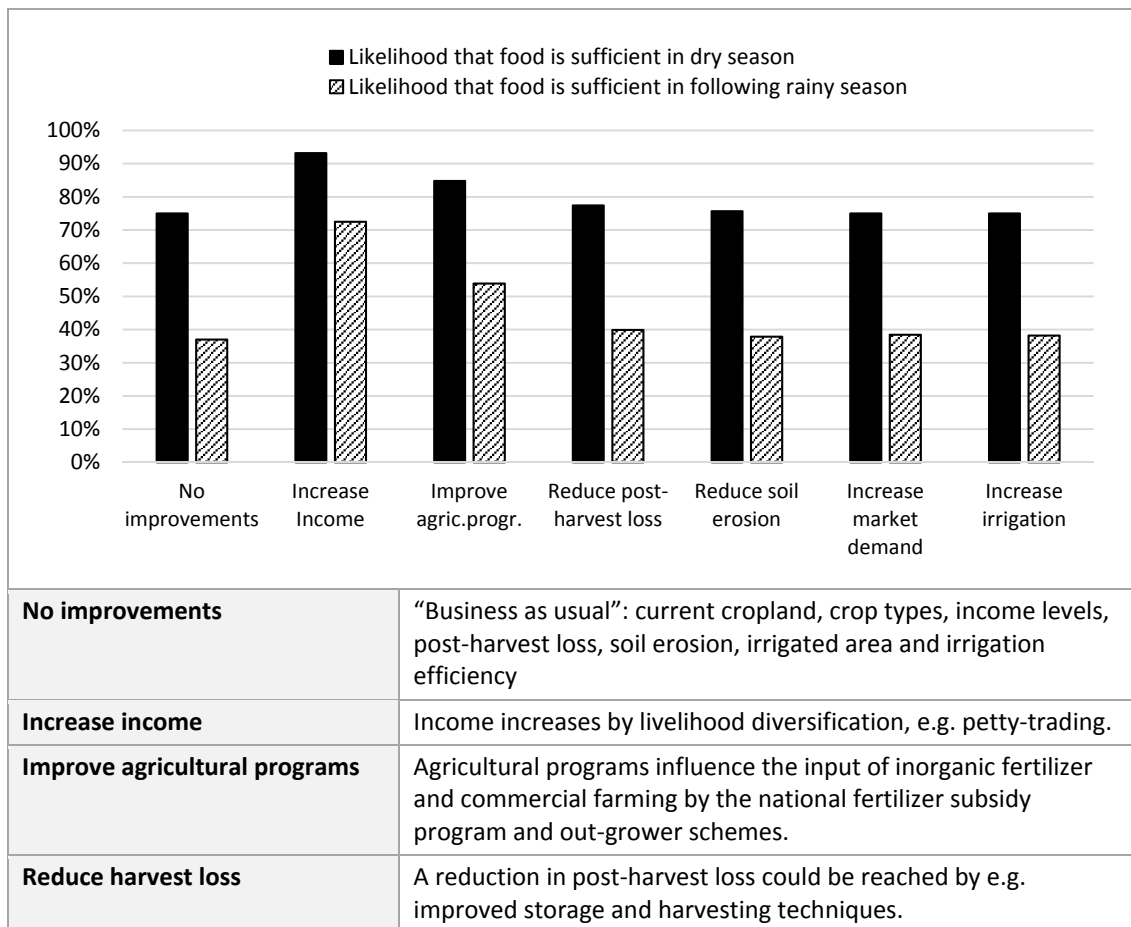 Likelihood that food is sufficient in dry season
Likelihood that food is sufficient in following rainy season
100%
90%
80%
70%
60%
50%
40%
30%
20%
10%
0%
No
improvements
Increase
Income
Improve
agric.progr.
Reduce post-
harvest loss
Reduce soil
erosion
Increase
market
demand
Increase
irrigation
No improvements
“Business as usual”: current cropland, crop types, income levels,
post-harvest loss, soil erosion, irrigated area and irrigation
efficiency
Increase income
Income increases by livelihood diversification, e.g. petty-trading.
Improve agricultural programs
Agricultural programs influence the input of inorganic fertilizer
and commercial farming by the national fertilizer subsidy
program and out-grower schemes.
Reduce harvest loss
A reduction in post-harvest loss could be reached by e.g.
improved storage and harvesting techniques.